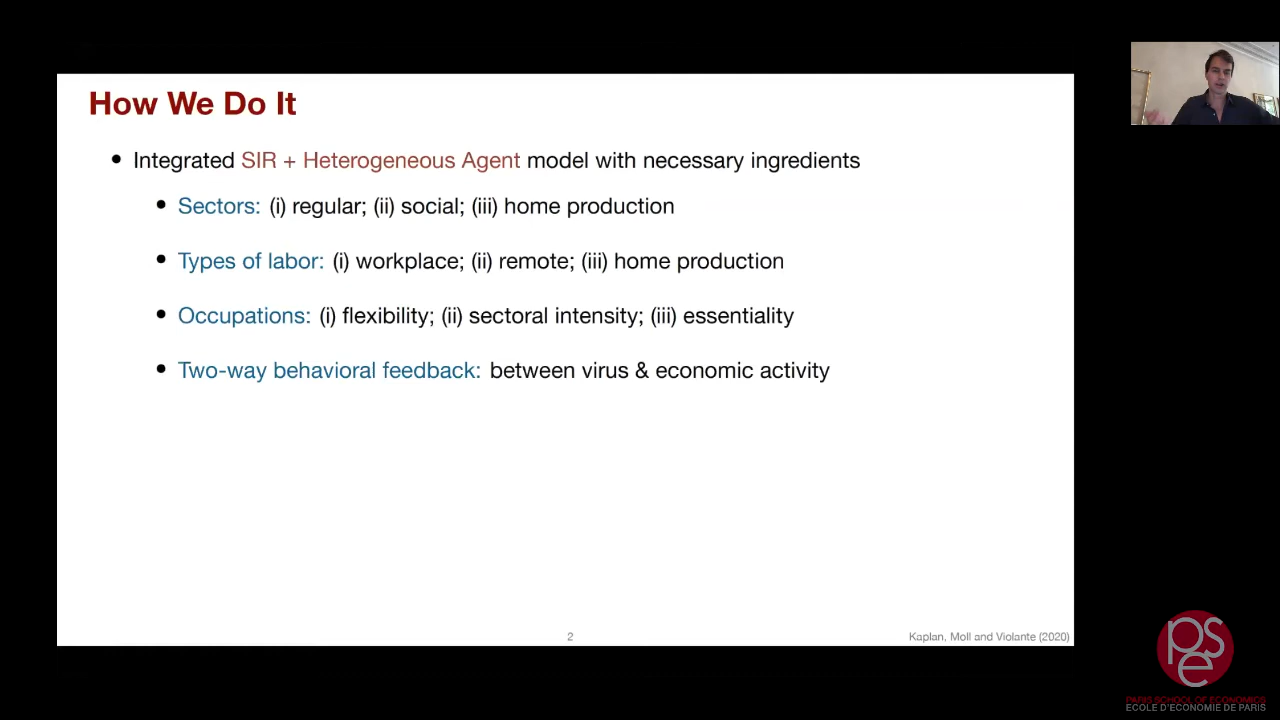 How We Do It
• Integrated SIR + Heterogeneous Agent model with necessary ingredients
• Sectors: (i) regular; (ii) social; (iii) home production
• Types of labor: (i) workplace; (ii) remote; (iii) home production
• Occupations: (i) flexibility; (ii) sectoral intensity; (iii) essentiality
• Two-way behavioral feedback: between virus & economic activity
2
Kaplan, Moll and Violante (2020)
pse
PARIS SCHOOL OF ECONOMICS
ECOLE D'ECONOMIE DE PARIS